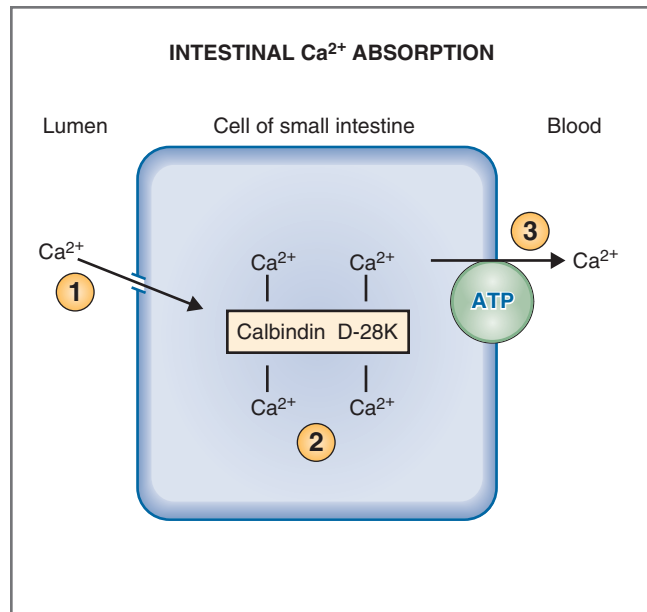 INTESTINAL Ca²⁺ ABSORPTION
Lumen Cell of small intestine Blood
Ca²⁺
1
Ca²⁺ Ca²⁺
3
Ca²⁺
ATP
Calbindin D-28K
Ca²⁺ Ca²⁺
2